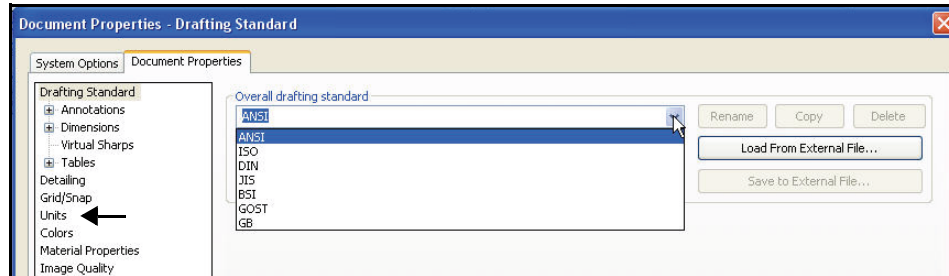 Document Properties - Drafting Standard
System Options
Document Properties
Drafting Standard
Annotations
Dimensions
Virtual Sharps
Tables
Detailing
Grid/Snap
Units
Colors
Material Properties
Image Quality
Overall drafting standard
ANSI
ANSI
ISO
DIN
JIS
BSI
GOST
GB
Rename
Copy
Delete
Load From External File...
Save to External File...